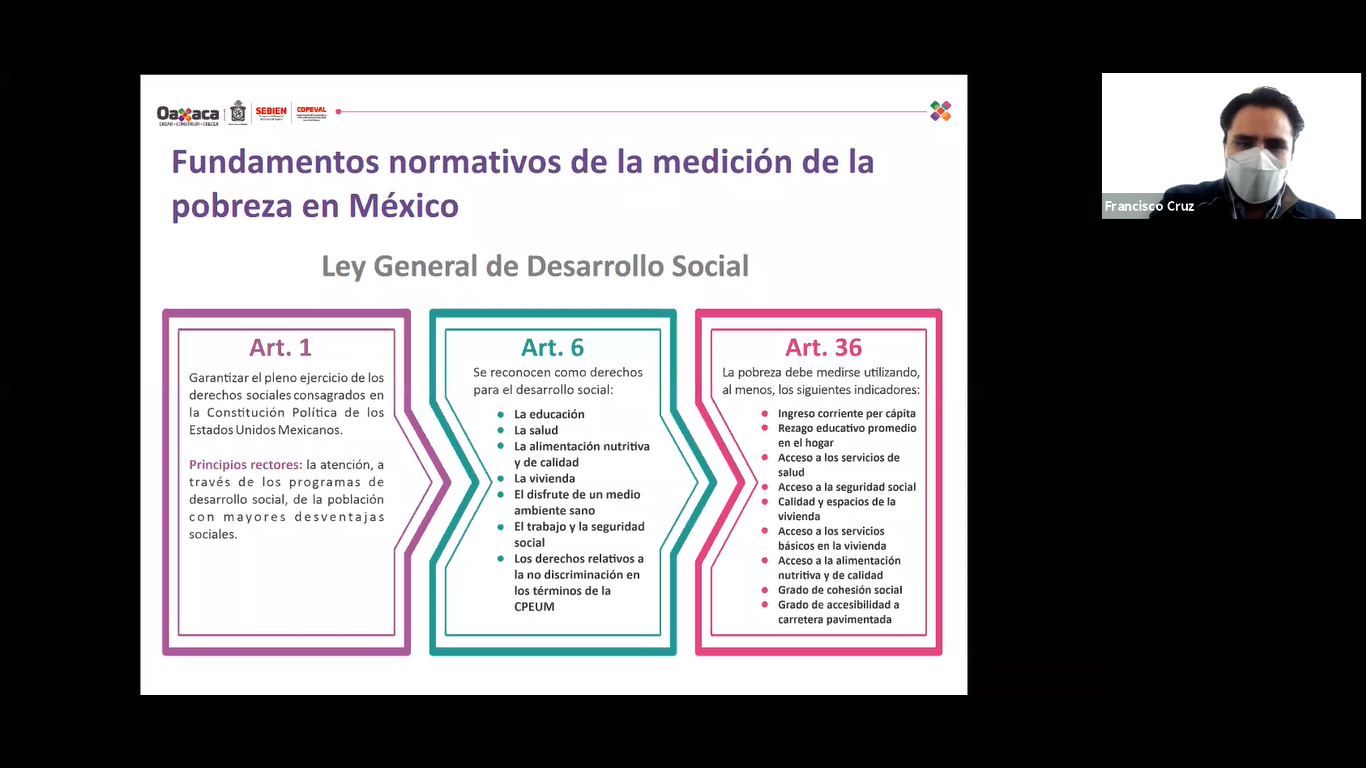 Oaxaca
CREAR • CONSTRUIR • CRECER
SEBIEN
COPEVAL
Fundamentos normativos de la medición de la
pobreza en México
Ley General de Desarrollo Social
Art. 1
Garantizar el pleno ejercicio de los
derechos sociales consagrados en
la Constitución Política de los
Estados Unidos Mexicanos.
Principios rectores: la atención, a
través de los programas de
desarrollo social, de la población
con mayores desventajas
sociales.
Art. 6
Se reconocen como derechos
para el desarrollo social:
La educación
La salud
La alimentación nutritiva
y de calidad
La vivienda
El disfrute de un medio
ambiente sano
El trabajo y la seguridad
social
Los derechos relativos a
la no discriminación en
los términos de la
CPEUM
Art. 36
La pobreza debe medirse utilizando,
al menos, los siguientes indicadores:
Ingreso corriente per cápita
Rezago educativo promedio
en el hogar
Acceso a los servicios de
salud
Acceso a la seguridad social
Calidad y espacios de la
vivienda
Acceso a los servicios
básicos en la vivienda
Acceso a la alimentación
nutritiva y de calidad
Grado de cohesión social
Grado de accesibilidad a
carretera pavimentada
Francisco Cruz